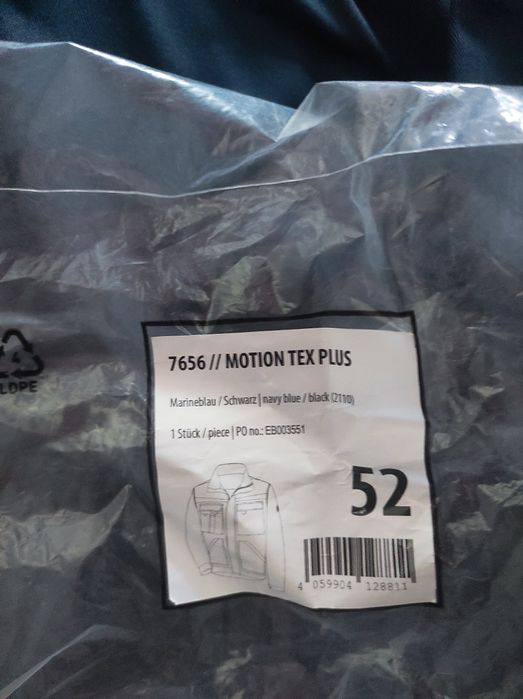 7656 // MOTION TEX PLUS
Marineblau / Schwarz | navy blue / black (2110)
1 Stück / piece | PO no.: EB003551
52
4 059904 128811
4
LDPE